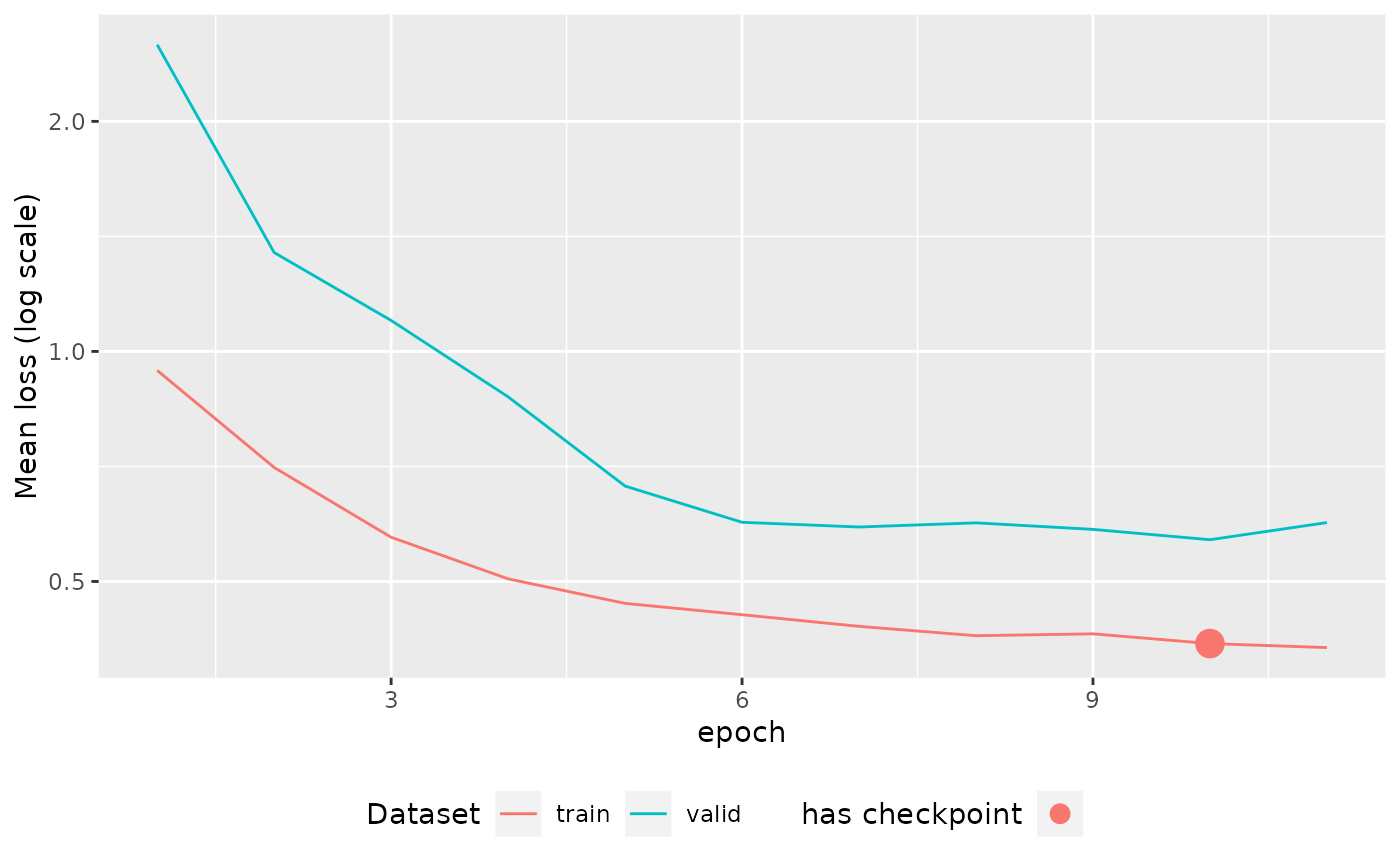 Mean loss (log scale)
2.0
1.0
0.5
3 6 9
epoch
Dataset train valid has checkpoint